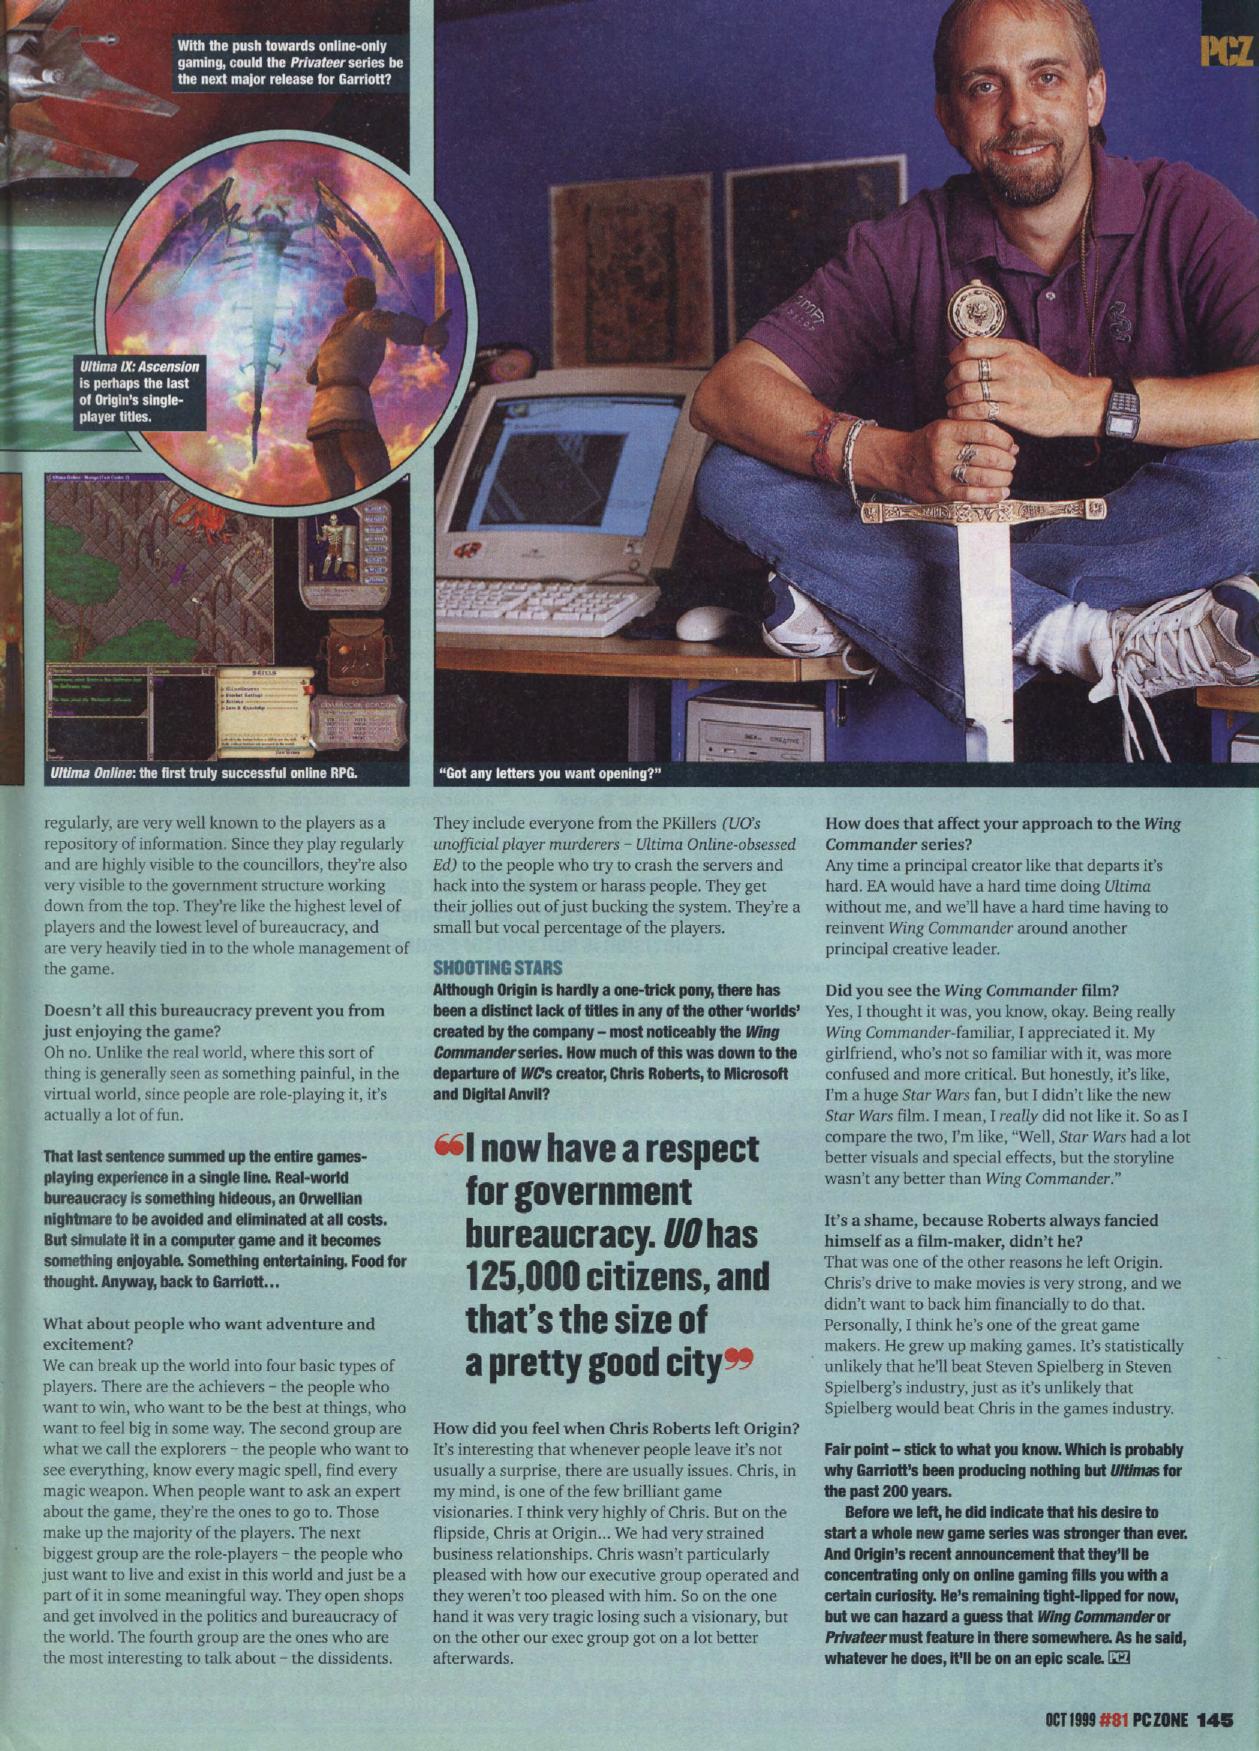 With the push towards online-only
gaming, could the Privateer series be
the next major release for Garriott?
PCZ
Ultima IX: Ascension
is perhaps the last
of Origin's single-
player titles.
SKILLS
Ultima Online: the first truly successful online RPG.
"Got any letters you want opening?"
regularly, are very well known to the players as a
repository of information. Since they play regularly
and are highly visible to the councillors, they're also
very visible to the government structure working
down from the top. They're like the highest level of
players and the lowest level of bureaucracy, and
are very heavily tied in to the whole management of
the game.
Doesn't all this bureaucracy prevent you from
just enjoying the game?
Oh no. Unlike the real world, where this sort of
thing is generally seen as something painful, in the
virtual world, since people are role-playing it, it's
actually a lot of fun.
That last sentence summed up the entire games-
playing experience in a single line. Real-world
bureaucracy is something hideous, an Orwellian
nightmare to be avoided and eliminated at all costs.
But simulate it in a computer game and it becomes
something enjoyable. Something entertaining. Food for
thought. Anyway, back to Garriott...
What about people who want adventure and
excitement?
We can break up the world into four basic types of
players. There are the achievers – the people who
want to win, who want to be the best at things, who
want to feel big in some way. The second group are
what we call the explorers – the people who want to
see everything, know every magic spell, find every
magic weapon. When people want to ask an expert
about the game, they're the ones to go to. Those
make up the majority of the players. The next
biggest group are the role-players – the people who
just want to live and exist in this world and just be a
part of it in some meaningful way. They open shops
and get involved in the politics and bureaucracy of
the world. The fourth group are the ones who are
the most interesting to talk about – the dissidents.
They include everyone from the PKillers (UO's
unofficial player murderers – Ultima Online-obsessed
Ed) to the people who try to crash the servers and
hack into the system or harass people. They get
their jollies out of just bucking the system. They're a
small but vocal percentage of the players.
SHOOTING STARS
Although Origin is hardly a one-trick pony, there has
been a distinct lack of titles in any of the other 'worlds'
created by the company – most noticeably the Wing
Commander series. How much of this was down to the
departure of WC's creator, Chris Roberts, to Microsoft
and Digital Anvil?
“I now have a respect
for government
bureaucracy. UO has
125,000 citizens, and
that's the size of
a pretty good city”
How did you feel when Chris Roberts left Origin?
It's interesting that whenever people leave it's not
usually a surprise, there are usually issues. Chris, in
my mind, is one of the few brilliant game
visionaries. I think very highly of Chris. But on the
flipside, Chris at Origin... We had very strained
business relationships. Chris wasn't particularly
pleased with how our executive group operated and
they weren't too pleased with him. So on the one
hand it was very tragic losing such a visionary, but
on the other our exec group got on a lot better
afterwards.
How does that affect your approach to the Wing
Commander series?
Any time a principal creator like that departs it's
hard. EA would have a hard time doing Ultima
without me, and we'll have a hard time having to
reinvent Wing Commander around another
principal creative leader.
Did you see the Wing Commander film?
Yes, I thought it was, you know, okay. Being really
Wing Commander-familiar, I appreciated it. My
girlfriend, who's not so familiar with it, was more
confused and more critical. But honestly, it's like,
I'm a huge Star Wars fan, but I didn't like the new
Star Wars film. I mean, I really did not like it. So as I
compare the two, I'm like, “Well, Star Wars had a lot
better visuals and special effects, but the storyline
wasn't any better than Wing Commander.”
It's a shame, because Roberts always fancied
himself as a film-maker, didn't he?
That was one of the other reasons he left Origin.
Chris's drive to make movies is very strong, and we
didn't want to back him financially to do that.
Personally, I think he's one of the great game
makers. He grew up making games. It's statistically
unlikely that he'll beat Steven Spielberg in Steven
Spielberg's industry, just as it's unlikely that
Spielberg would beat Chris in the games industry.
Fair point – stick to what you know. Which is probably
why Garriott's been producing nothing but Ultimas for
the past 200 years.
Before we left, he did indicate that his desire to
start a whole new game series was stronger than ever.
And Origin's recent announcement that they'll be
concentrating only on online gaming fills you with a
certain curiosity. He's remaining tight-lipped for now,
but we can hazard a guess that Wing Commander or
Privateer must feature in there somewhere. As he said,
whatever he does, it'll be on an epic scale. PCZ
OCT 1999 #81 PC ZONE 145